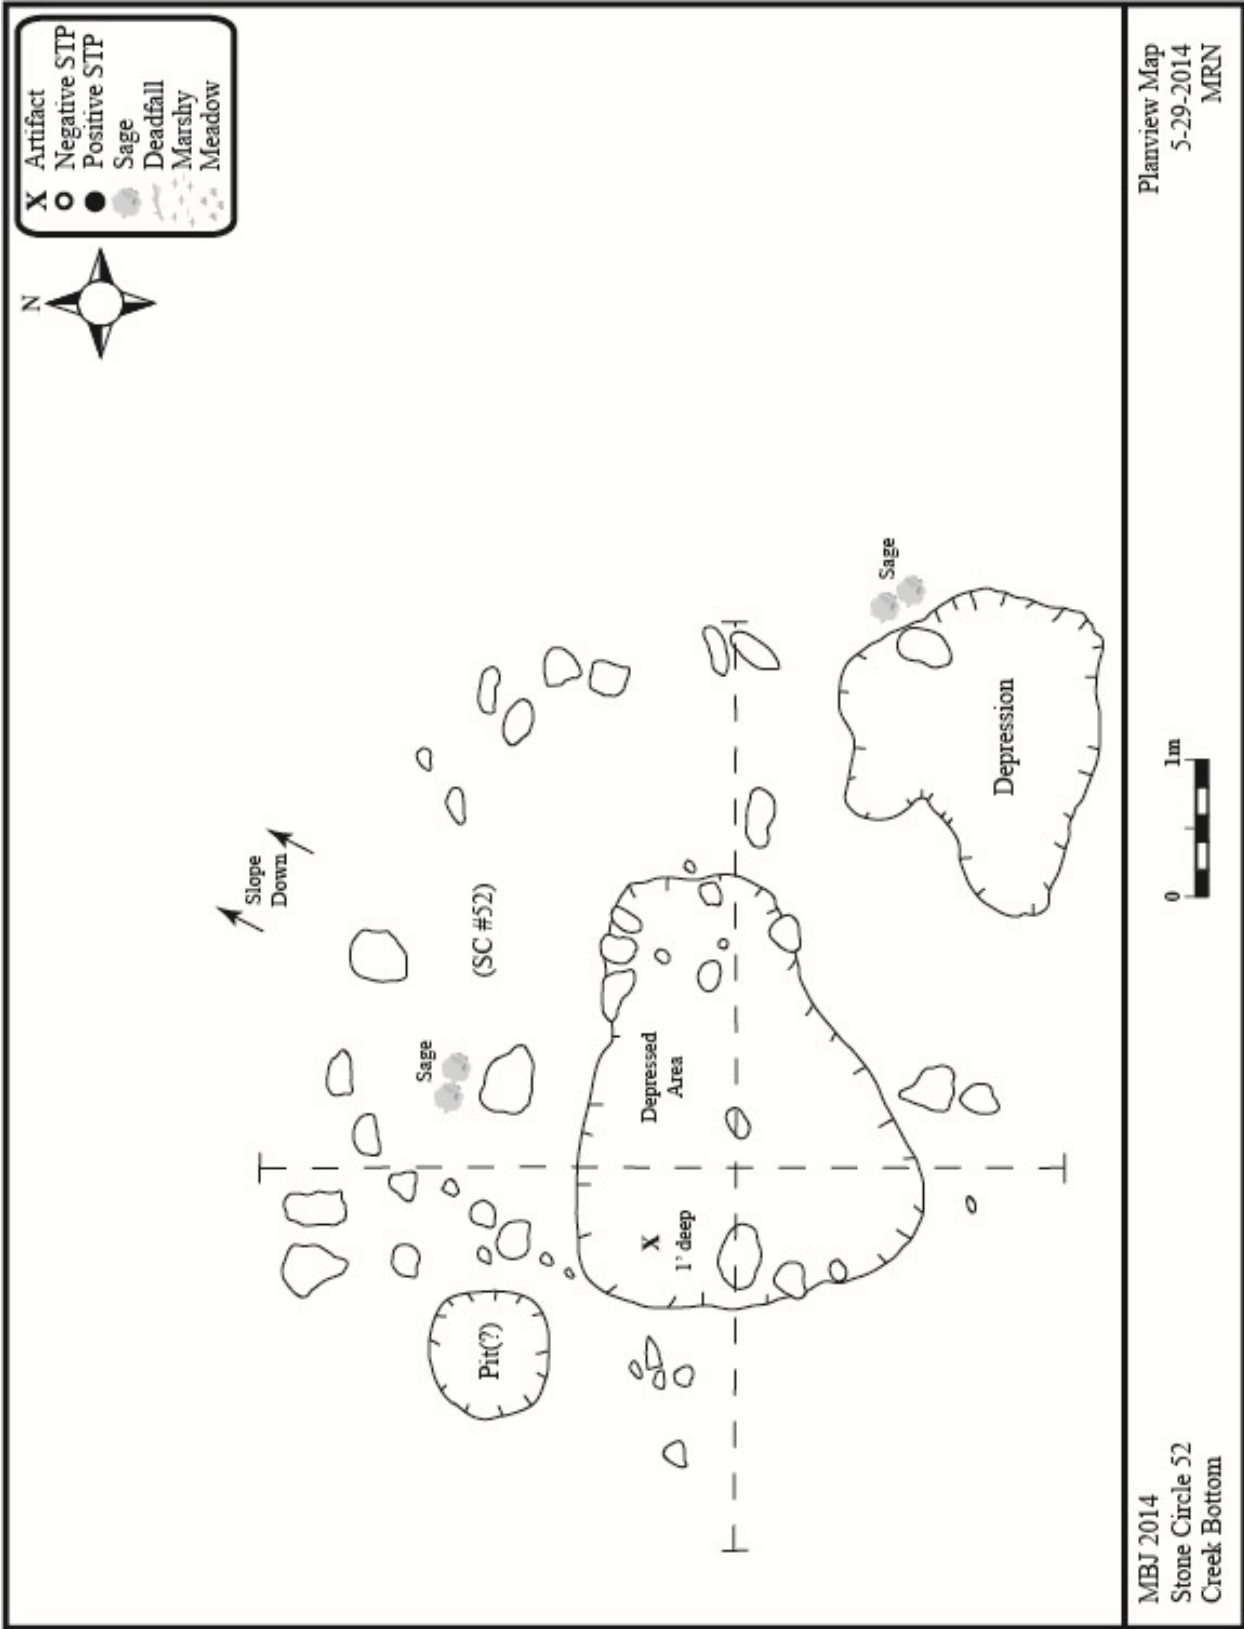 N
X Artifact
Negative STP
Positive STP
Sage
Deadfall
Marshy
Meadow
Slope
Down
(SC #52)
Sage
Sage
Pit(?)
X
1' deep
Depressed
Area
Depression
0 1m
MBJ 2014
Stone Circle 52
Creek Bottom
Planview Map
5-29-2014
MRN